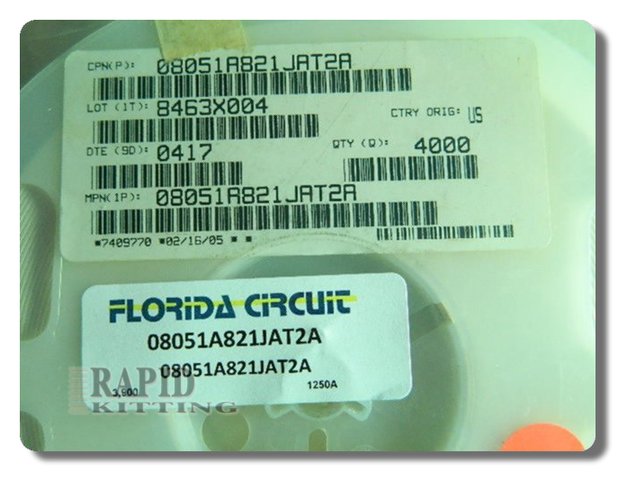 CPN(P): 08051A821JAT2A
LOT (1T): 8463X004
CTRY ORIG: US
DTE (9D): 0417 QTY (Q): 4000
MPN(1P): 08051A821JAT2A
*7409770 *02/16/05 * *
FLORIDA CIRCUIT
08051A821JAT2A
08051A821JAT2A
3,900 1250A
RAPID
KITTING